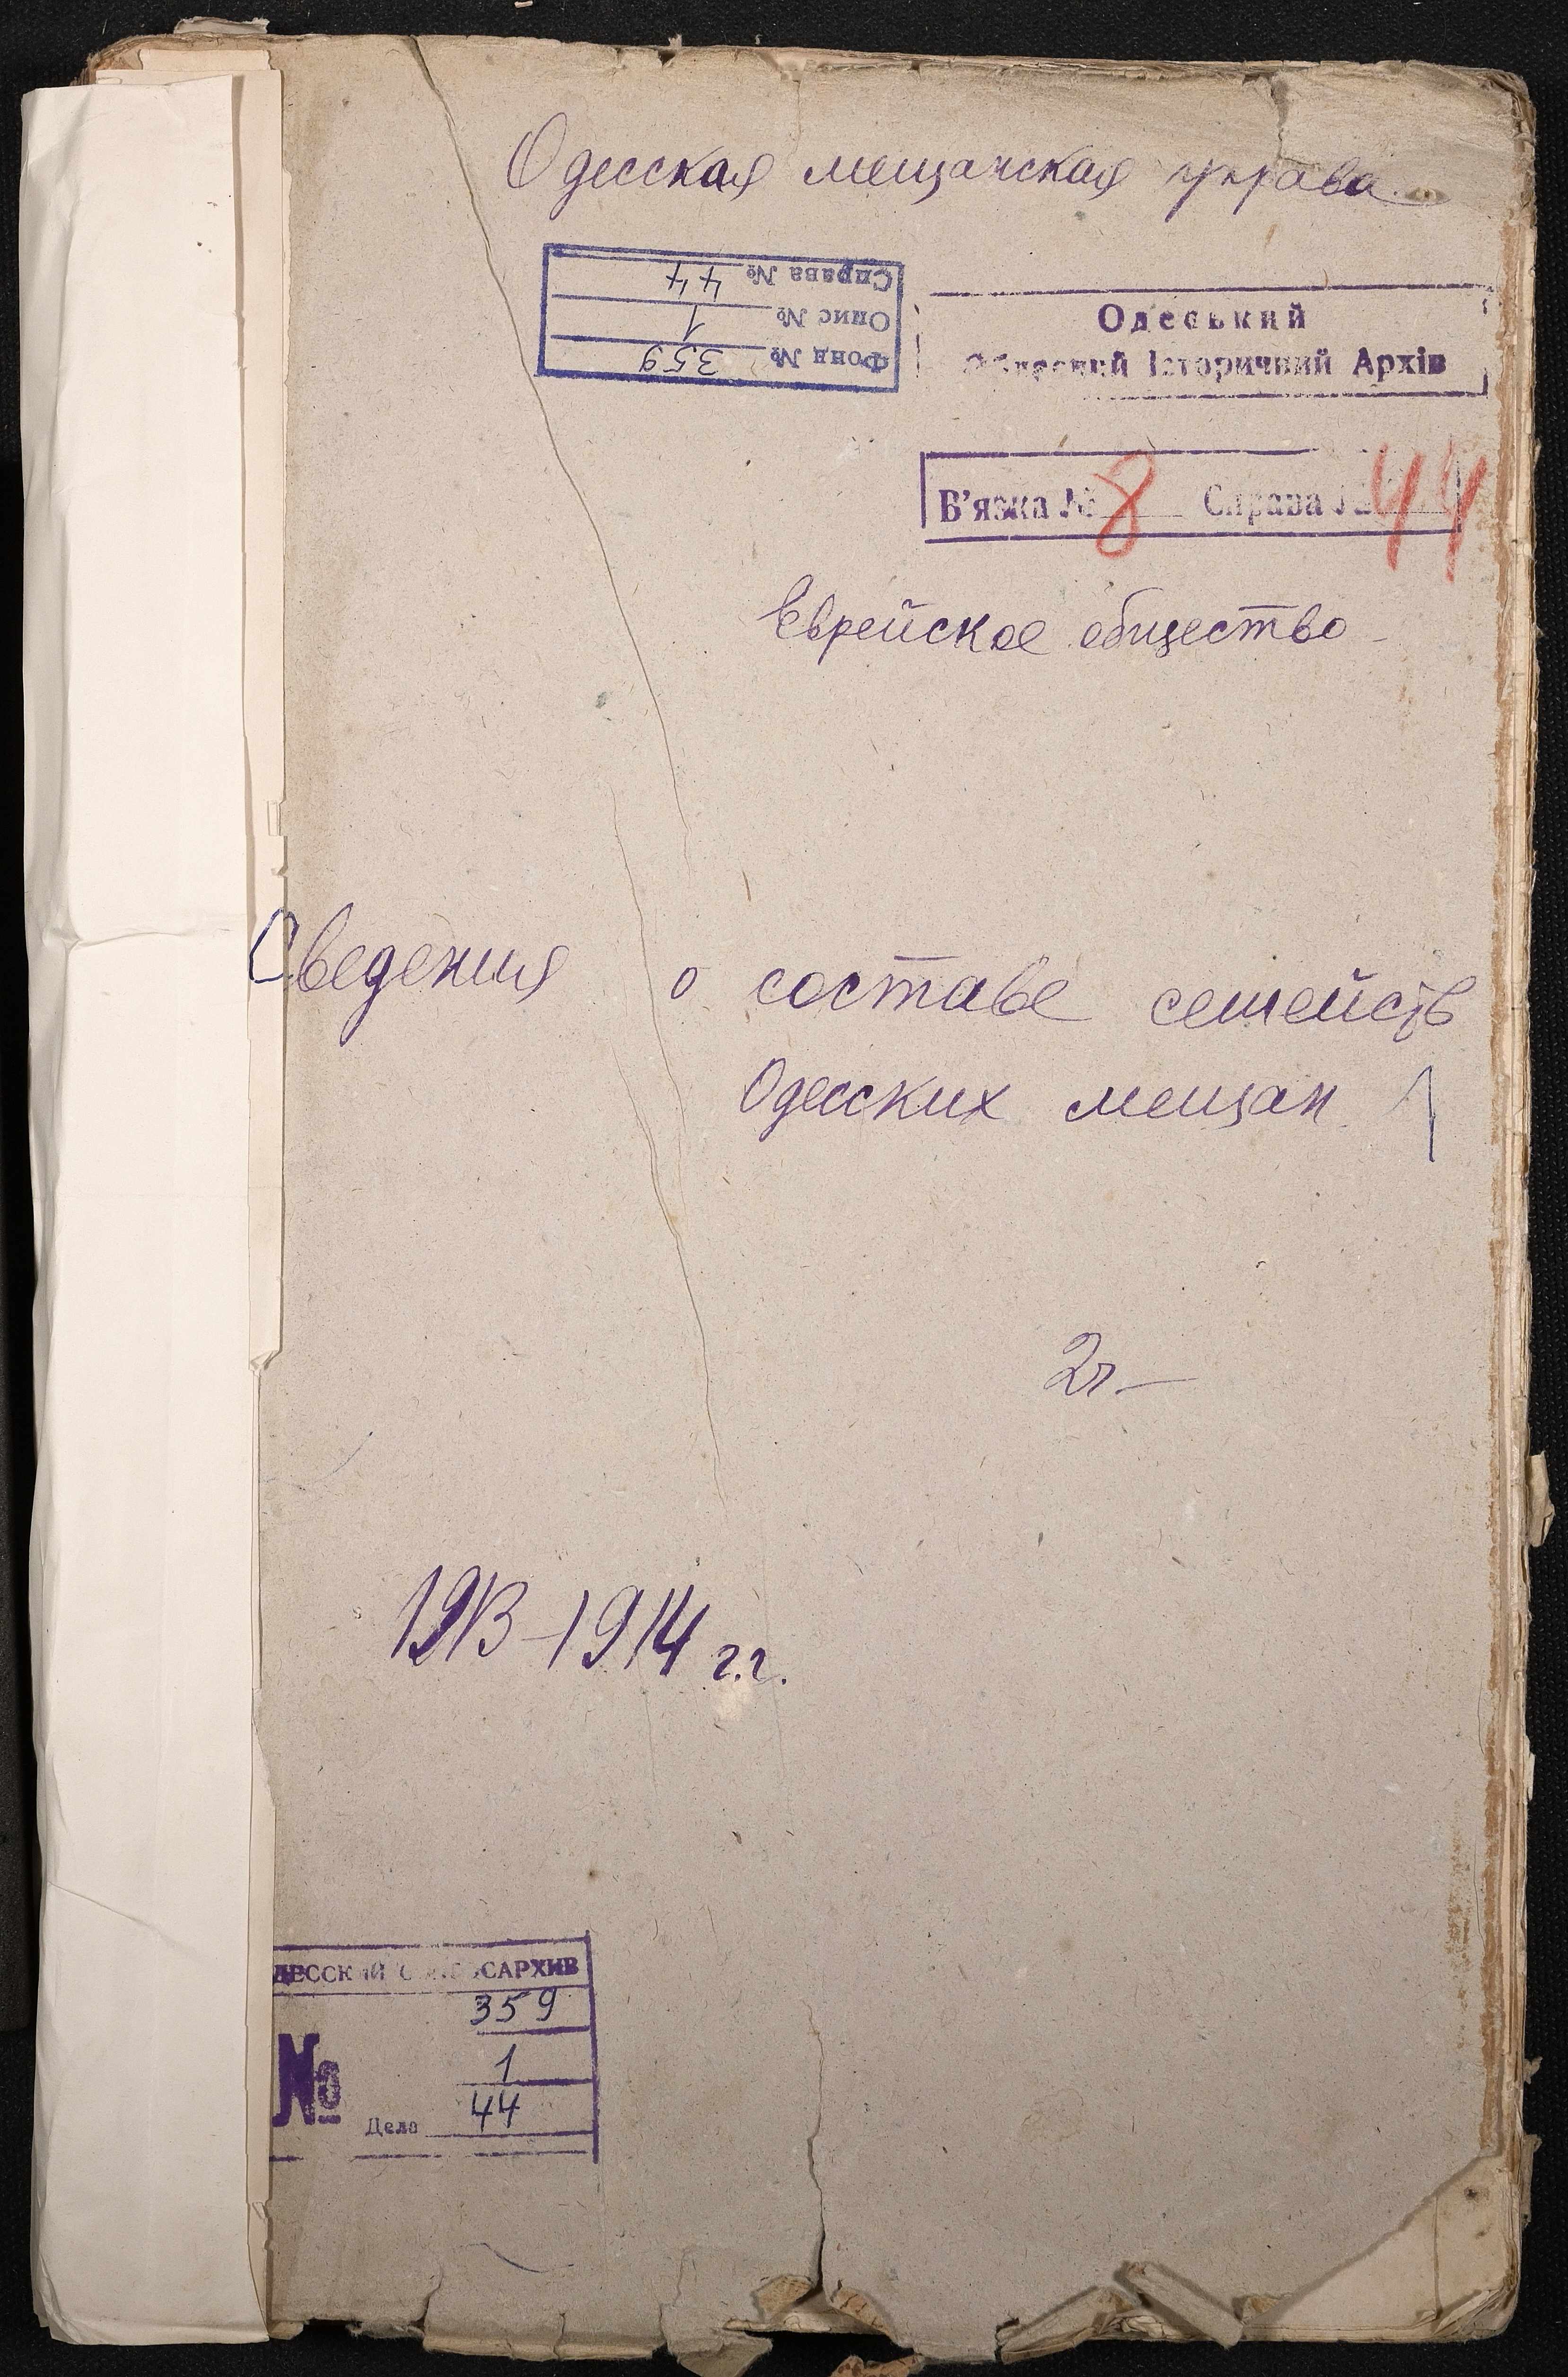 Одесская мещанская управа
Справа № 44
Опис № 1
Фонд № 359
Одеський
Обласний Історичний Архів
В'язка № 8 Справа № 44
Еврейское общество
Сведения о составе семейств
Одесских мещан
1913-1914 г.г.
359
№ 1
Дело 44